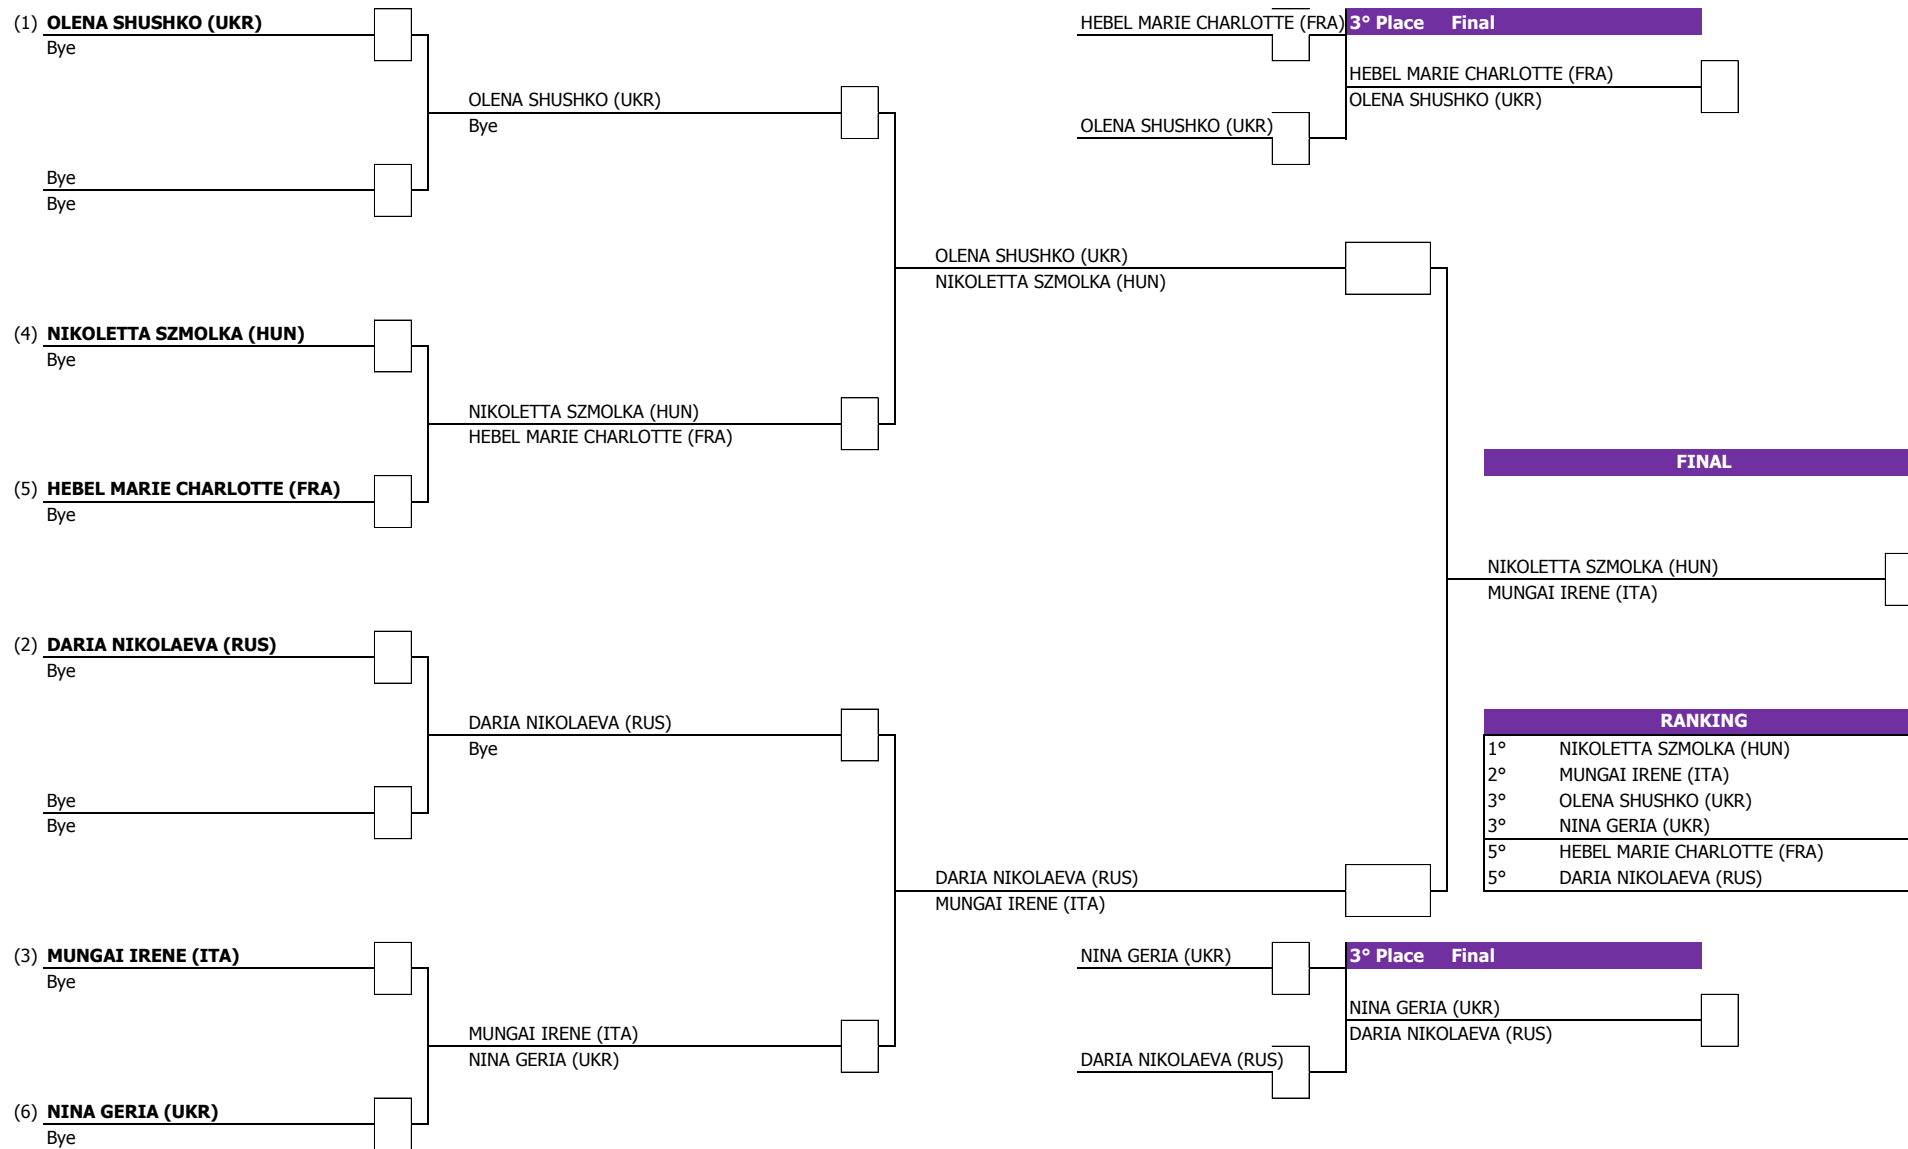 (1) OLENA SHUSHKO (UKR)
Bye
OLENA SHUSHKO (UKR)
Bye
Bye
Bye
OLENA SHUSHKO (UKR)
NIKOLETTA SZMOLKA (HUN)
(4) NIKOLETTA SZMOLKA (HUN)
Bye
NIKOLETTA SZMOLKA (HUN)
HEBEL MARIE CHARLOTTE (FRA)
(5) HEBEL MARIE CHARLOTTE (FRA)
Bye
(2) DARIA NIKOLAEVA (RUS)
Bye
DARIA NIKOLAEVA (RUS)
Bye
Bye
Bye
DARIA NIKOLAEVA (RUS)
MUNGAI IRENE (ITA)
(3) MUNGAI IRENE (ITA)
Bye
MUNGAI IRENE (ITA)
NINA GERIA (UKR)
(6) NINA GERIA (UKR)
Bye
HEBEL MARIE CHARLOTTE (FRA)
3° Place Final
HEBEL MARIE CHARLOTTE (FRA)
OLENA SHUSHKO (UKR)
OLENA SHUSHKO (UKR)
FINAL
NIKOLETTA SZMOLKA (HUN)
MUNGAI IRENE (ITA)
RANKING
1° NIKOLETTA SZMOLKA (HUN)
2° MUNGAI IRENE (ITA)
3° OLENA SHUSHKO (UKR)
3° NINA GERIA (UKR)
5° HEBEL MARIE CHARLOTTE (FRA)
5° DARIA NIKOLAEVA (RUS)
NINA GERIA (UKR)
3° Place Final
NINA GERIA (UKR)
DARIA NIKOLAEVA (RUS)
DARIA NIKOLAEVA (RUS)